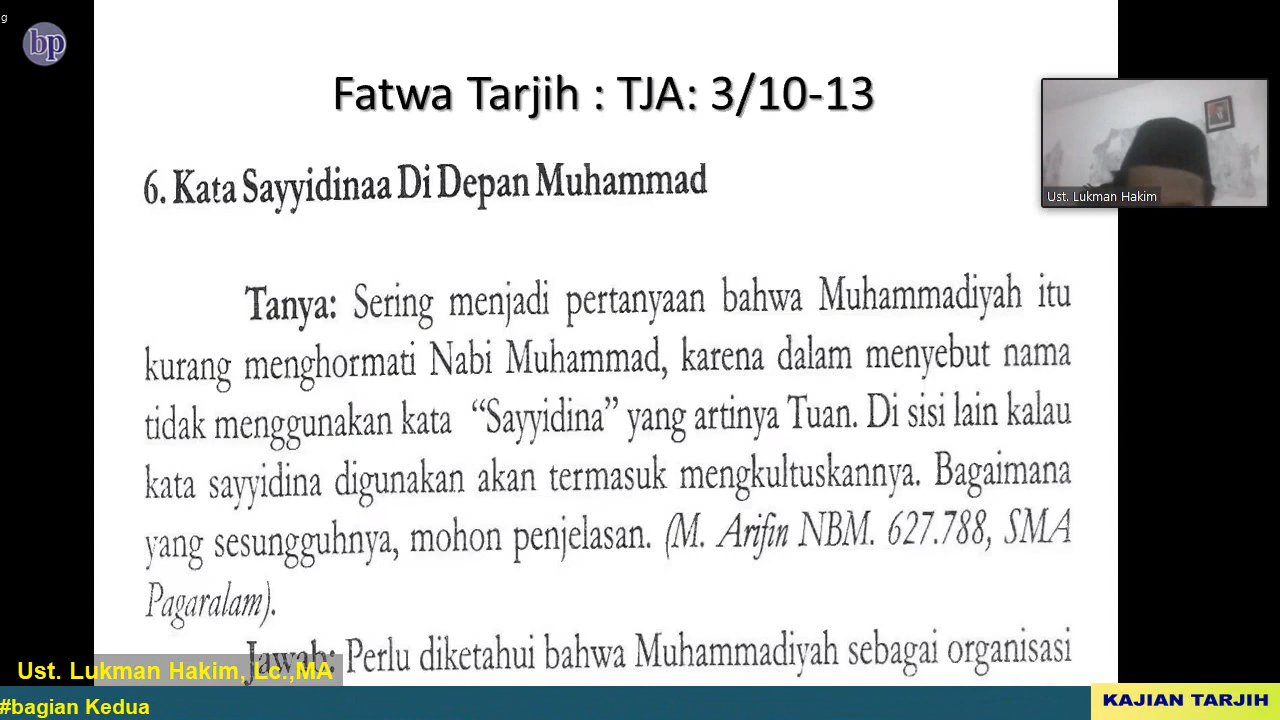 g
bp
Fatwa Tarjih : TJA: 3/10-13
6. Kata Sayyidinaa Di Depan Muhammad
Ust. Lukman Hakim
Tanya: Sering menjadi pertanyaan bahwa Muhammadiyah itu
kurang menghormati Nabi Muhammad, karena dalam menyebut nama
tidak menggunakan kata “Sayyidina” yang artinya Tuan. Di sisi lain kalau
kata sayyidina digunakan akan termasuk mengkultuskannya. Bagaimana
yang sesungguhnya, mohon penjelasan. (M. Arifin NBM. 627.788, SMA
Pagaralam).
Jawab: Perlu diketahui bahwa Muhammadiyah sebagai organisasi
Ust. Lukman Hakim, Lc.,MA
#bagian Kedua
KAJIAN TARJIH